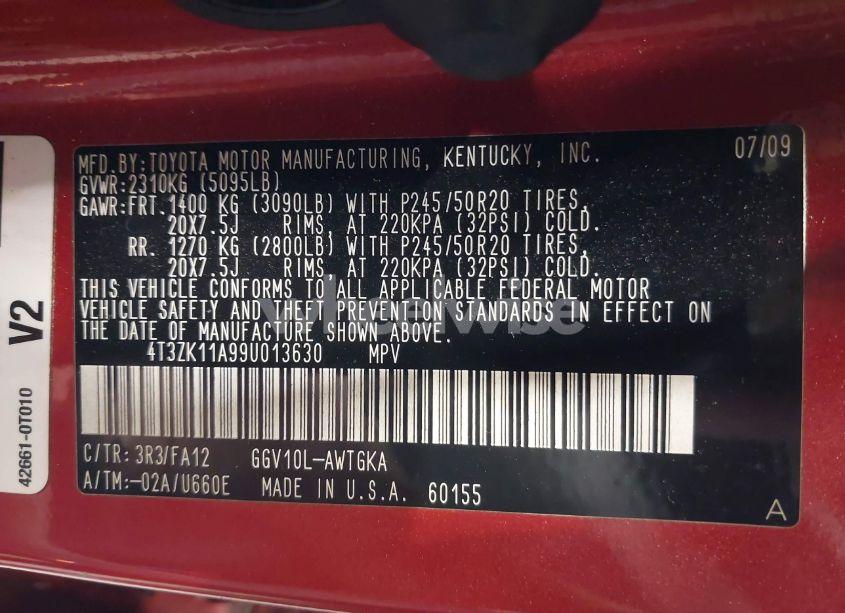 MFD.BY:TOYOTA MOTOR MANUFACTURING, KENTUCKY, INC. 07/09
GVWR:2310KG (5095LB)
GAWR:FRT. 1400 KG (3090LB) WITH P245/50R20 TIRES,
20X7.5J RIMS, AT 220KPA (32PSI) COLD.
RR. 1270 KG (2800LB) WITH P245/50R20 TIRES,
20X7.5J RIMS, AT 220KPA (32PSI) COLD.
THIS VEHICLE CONFORMS TO ALL APPLICABLE FEDERAL MOTOR
VEHICLE SAFETY AND THEFT PREVENTION STANDARDS IN EFFECT ON
THE DATE OF MANUFACTURE SHOWN ABOVE.
4T3ZK11A99U013630 MPV
C/TR: 3R3/FA12 GGV10L-AWTGKA
A/TM:-02A/U660E MADE IN U.S.A. 60155
A
V2
42661-0T010